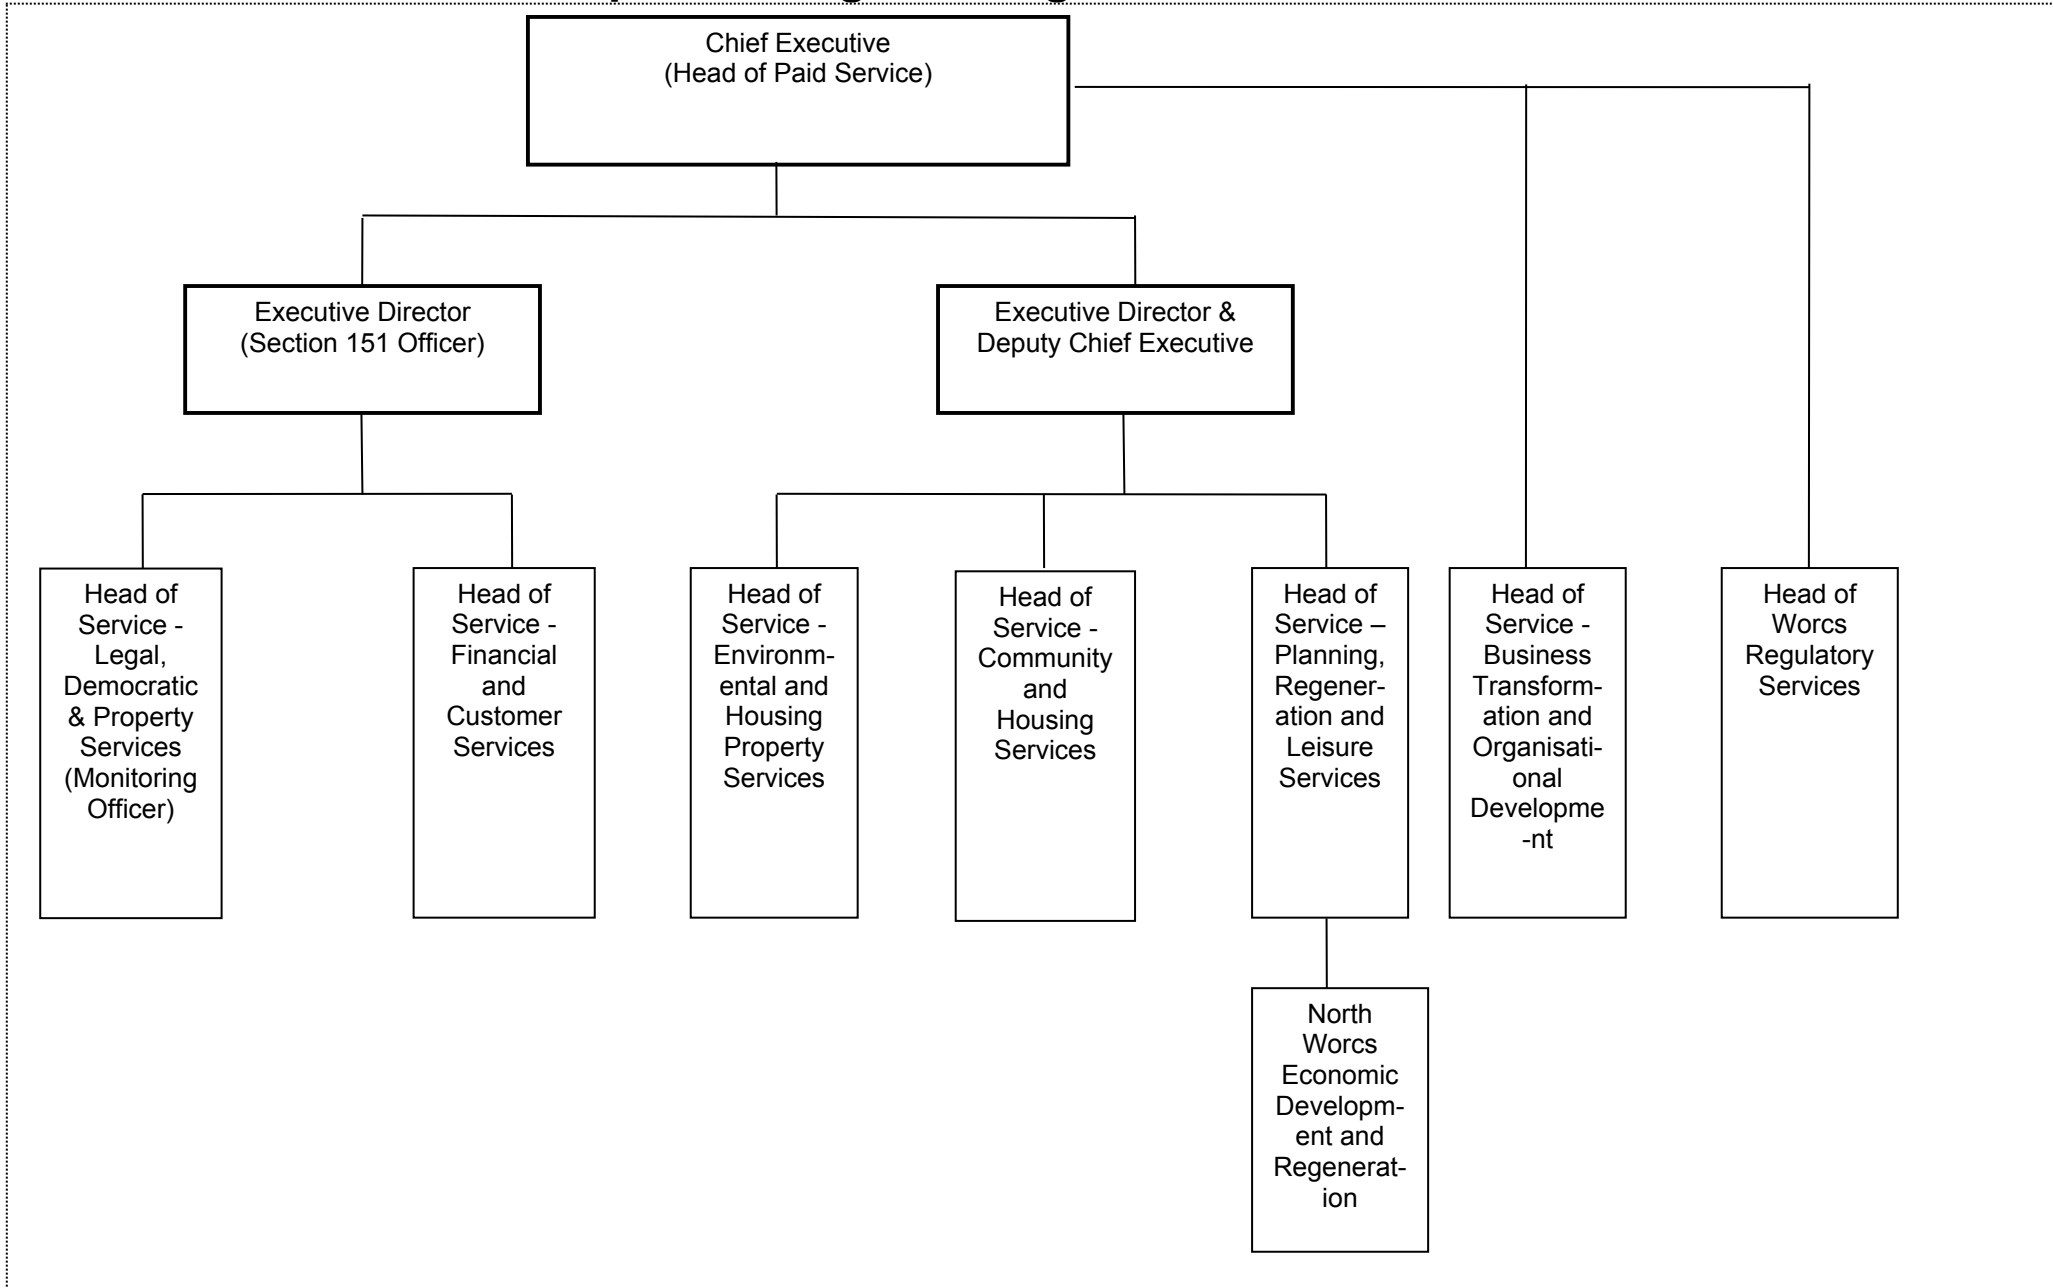 Chief Executive
(Head of Paid Service)
Executive Director
(Section 151 Officer)
Executive Director &
Deputy Chief Executive
Head of
Service -
Legal,
Democratic
& Property
Services
(Monitoring
Officer)
Head of
Service -
Financial
and
Customer
Services
Head of
Service -
Environm-
ental and
Housing
Property
Services
Head of
Service -
Community
and
Housing
Services
Head of
Service –
Planning,
Regener-
ation and
Leisure
Services
Head of
Service -
Business
Transform-
ation and
Organisati-
onal
Developme
-nt
Head of
Worcs
Regulatory
Services
North
Worcs
Economic
Developm-
ent and
Regenerat-
ion